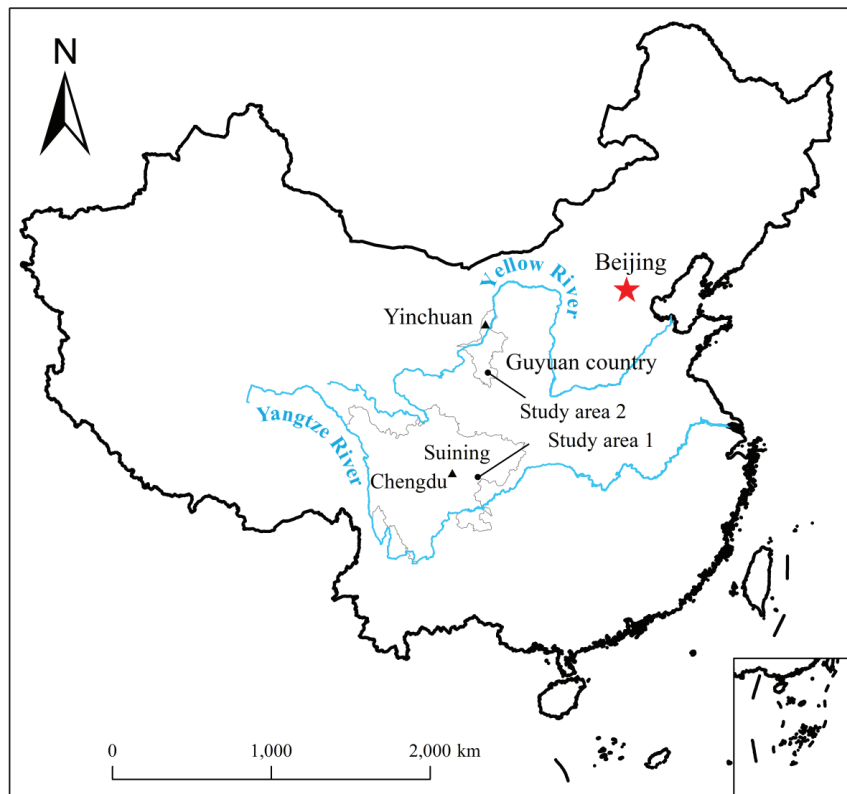 N
Beijing
Yellow River
Yinchuan
Guyuan country
Study area 2
Yangtze River
Suining
Study area 1
Chengdu
0
1,000
2,000 km